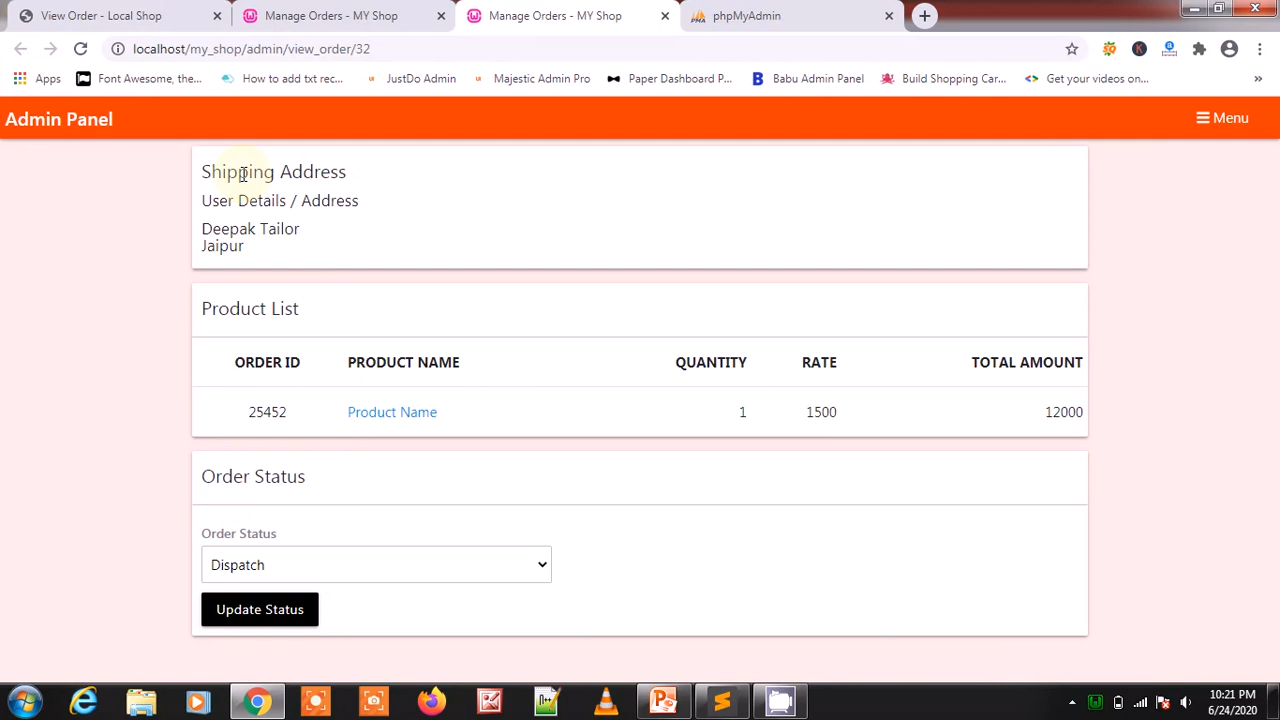 View Order - Local Shop
Manage Orders - MY Shop
Manage Orders - MY Shop
phpMyAdmin
localhost/my_shop/admin/view_order/32
Apps
Font Awesome, the...
How to add txt rec...
JustDo Admin
Majestic Admin Pro
Paper Dashboard P...
Babu Admin Panel
Build Shopping Car...
Get your videos on...
Admin Panel
Menu
Shipping Address
User Details / Address
Deepak Tailor
Jaipur
Product List
ORDER ID PRODUCT NAME QUANTITY RATE TOTAL AMOUNT
25452 Product Name 1 1500 12000
Order Status
Order Status
Dispatch
Update Status
10:21 PM
6/24/2020